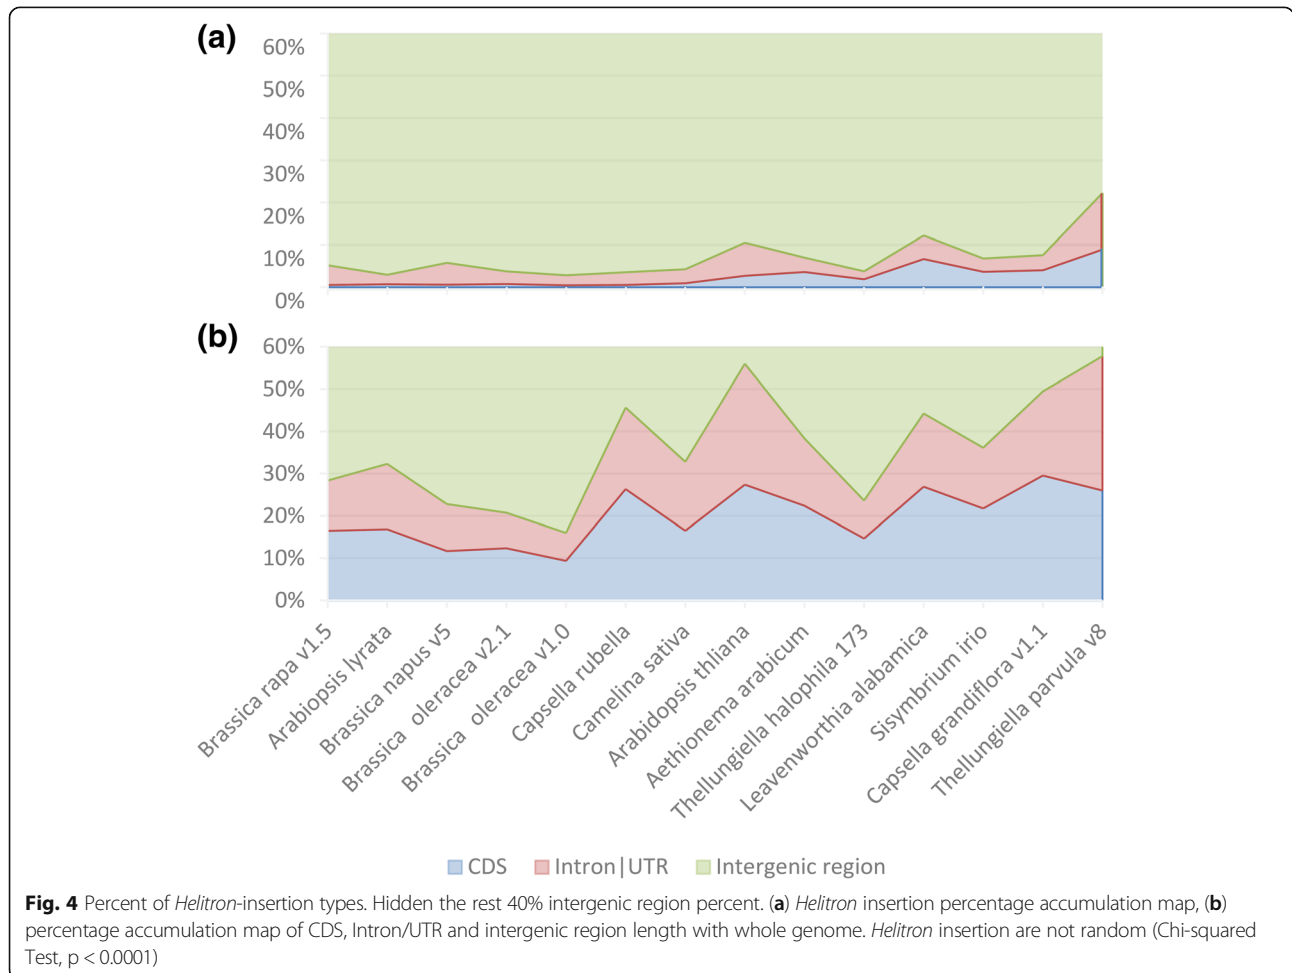 (a)
60%
50%
40%
30%
20%
10%
0%
(b)
60%
50%
40%
30%
20%
10%
0%
Brassica rapa v1.5
Arabiopsis lyrata
Brassica napus v5
Brassica oleracea v2.1
Brassica oleracea v1.0
Capsella rubella
Camelina sativa
Arabidopsis thliana
Aethionema arabicum
Thellungiella halophila 173
Leavenworthia alabamica
Sisymbrium irio
Capsella grandiflora v1.1
Thellungiella parvula v8
CDS Intron|UTR Intergenic region
Fig. 4 Percent of Helitron-insertion types. Hidden the rest 40% intergenic region percent. (a) Helitron insertion percentage accumulation map, (b)
percentage accumulation map of CDS, Intron/UTR and intergenic region length with whole genome. Helitron insertion are not random (Chi-squared
Test, p < 0.0001)